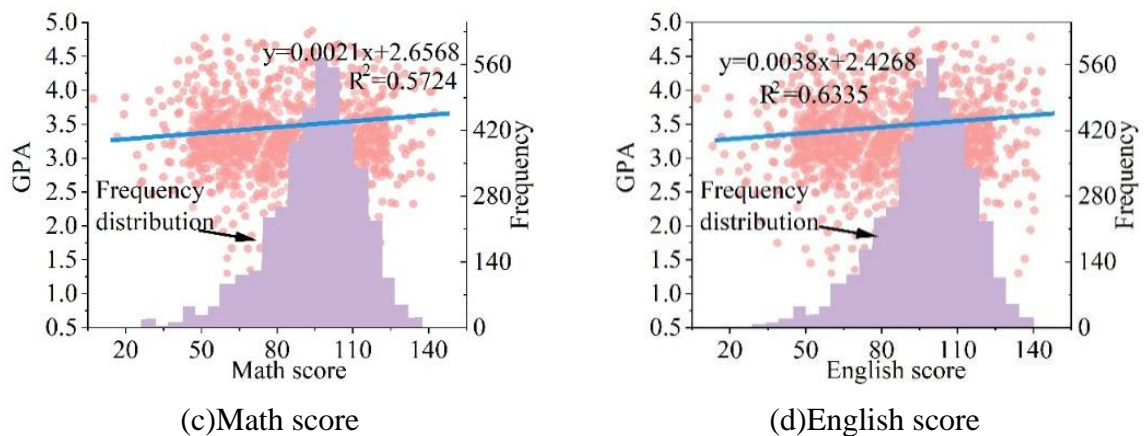 5.0
4.5
4.0
3.5
3.0
2.5
2.0
1.5
1.0
0.5
GPA
y=0.0021x+2.6568
R²=0.5724
Frequency
distribution
560
420
280
140
0
Frequency
20 50 80 110 140
Math score
(c)Math score
5.0
4.5
4.0
3.5
3.0
2.5
2.0
1.5
1.0
0.5
GPA
y=0.0038x+2.4268
R²=0.6335
Frequency
distribution
560
420
280
140
0
Frequency
20 50 80 110 140
English score
(d)English score